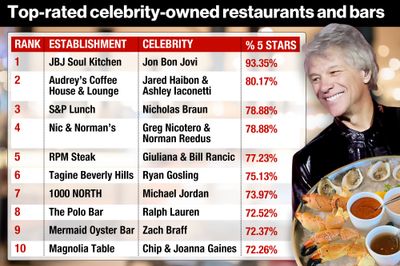 Top-rated celebrity-owned restaurants and bars
RANK ESTABLISHMENT CELEBRITY % 5 STARS
1 JBJ Soul Kitchen Jon Bon Jovi 93.35%
2 Audrey's Coffee Jared Haibon & 80.17%
House & Lounge Ashley Iaconetti
3 S&P Lunch Nicholas Braun 78.88%
4 Nic & Norman's Greg Nicotero & 78.88%
Norman Reedus
5 RPM Steak Giuliana & Bill Rancic 77.23%
6 Tagine Beverly Hills Ryan Gosling 75.13%
7 1000 NORTH Michael Jordan 73.97%
8 The Polo Bar Ralph Lauren 72.52%
9 Mermaid Oyster Bar Zach Braff 72.37%
10 Magnolia Table Chip & Joanna Gaines 72.26%